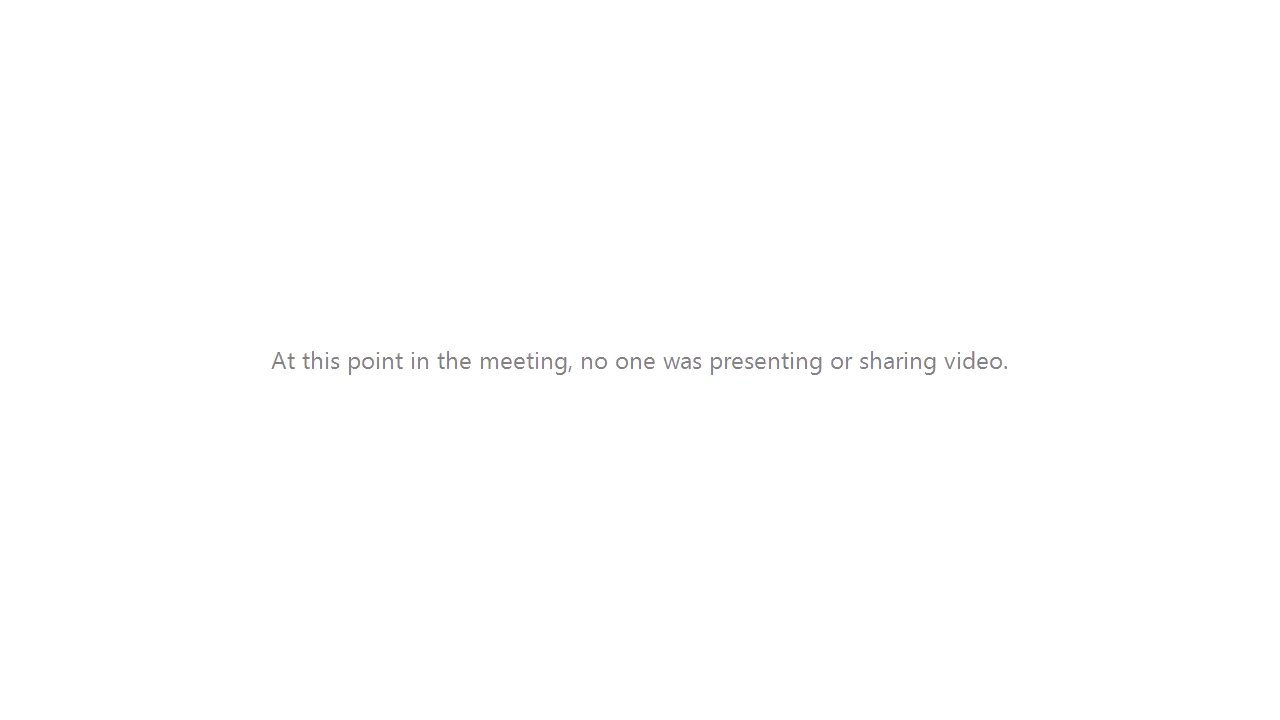 At this point in the meeting, no one was presenting or sharing video.